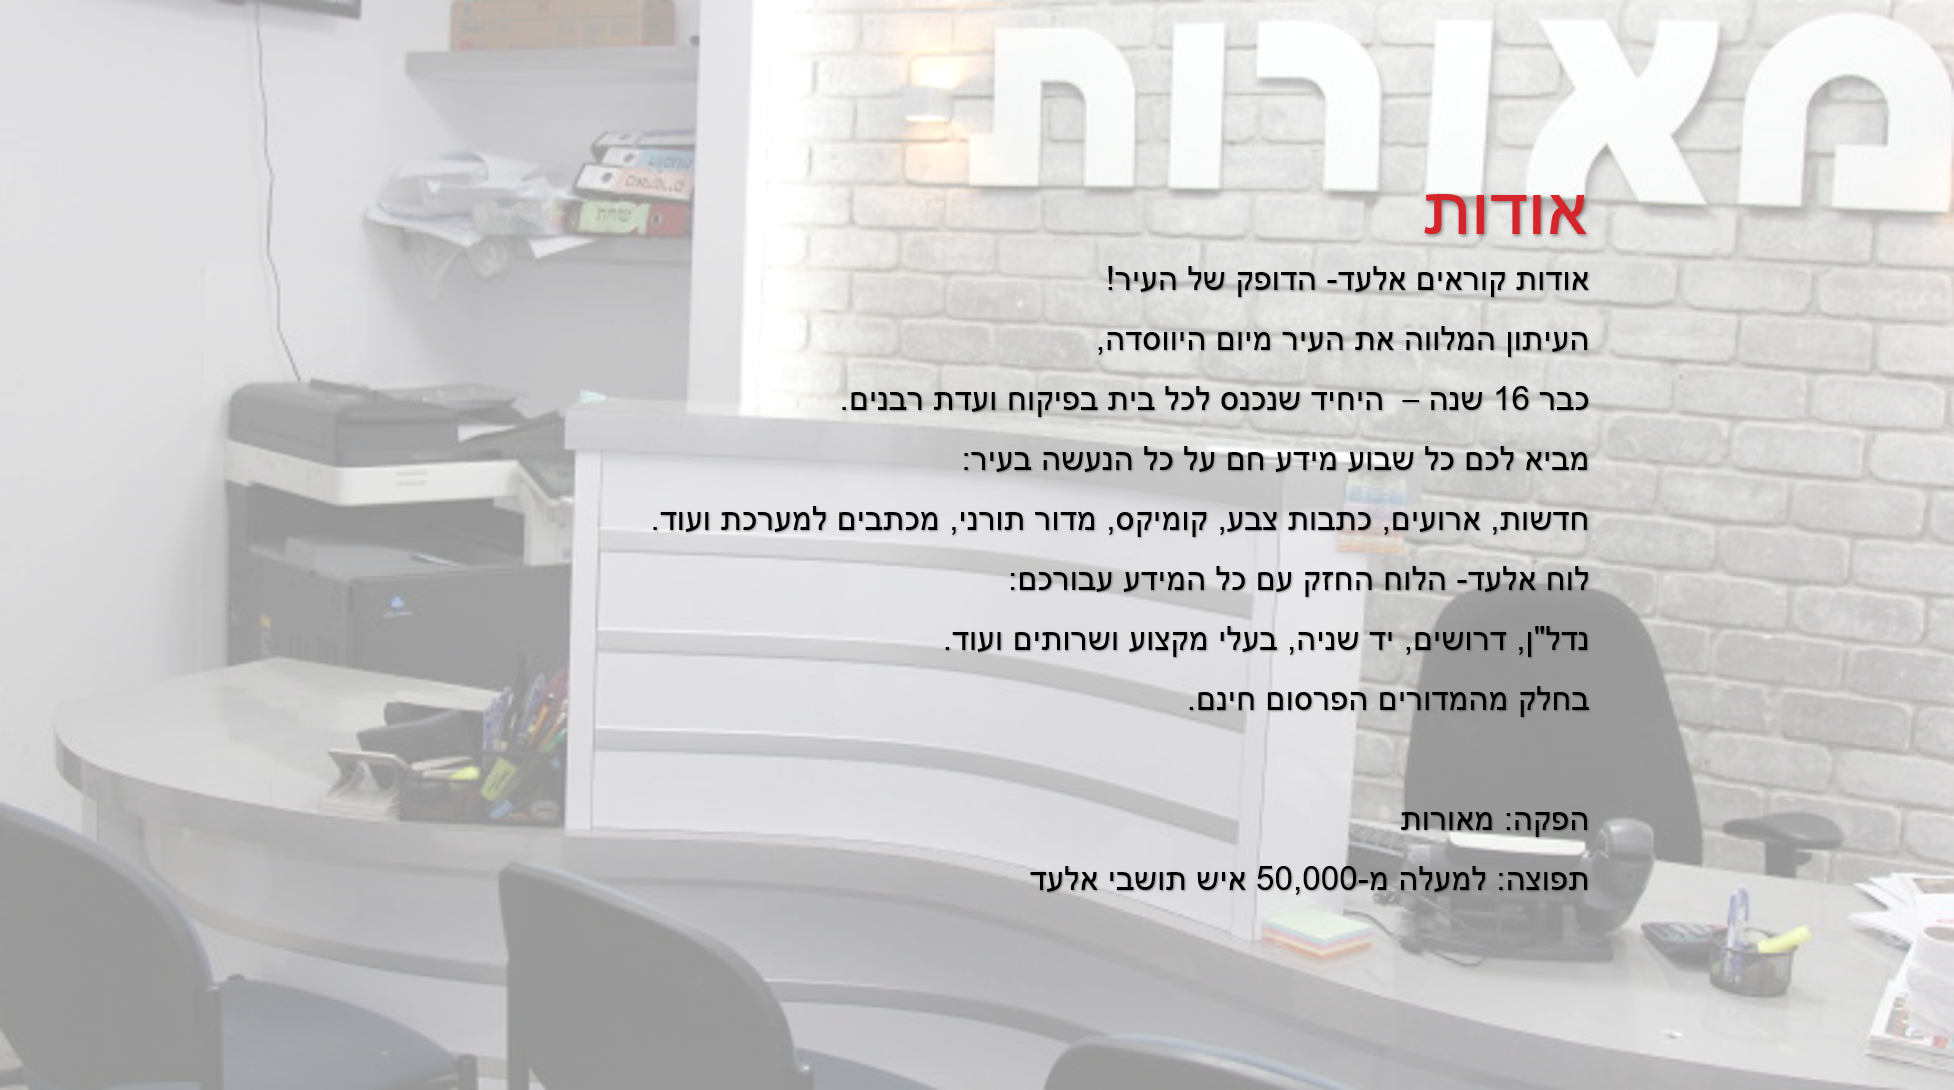 מאורות
אודות
אודות קוראים אלעד- הדופק של העיר!
העיתון המלווה את העיר מיום היווסדה,
כבר 16 שנה –  היחיד שנכנס לכל בית בפיקוח ועדת רבנים.
מביא לכם כל שבוע מידע חם על כל הנעשה בעיר:
חדשות, ארועים, כתבות צבע, קומיקס, מדור תורני, מכתבים למערכת ועוד.
לוח אלעד- הלוח החזק עם כל המידע עבורכם:
נדל"ן, דרושים, יד שניה, בעלי מקצוע ושרותים ועוד.
בחלק מהמדורים הפרסום חינם.
הפקה: מאורות
תפוצה: למעלה מ-50,000 איש תושבי אלעד